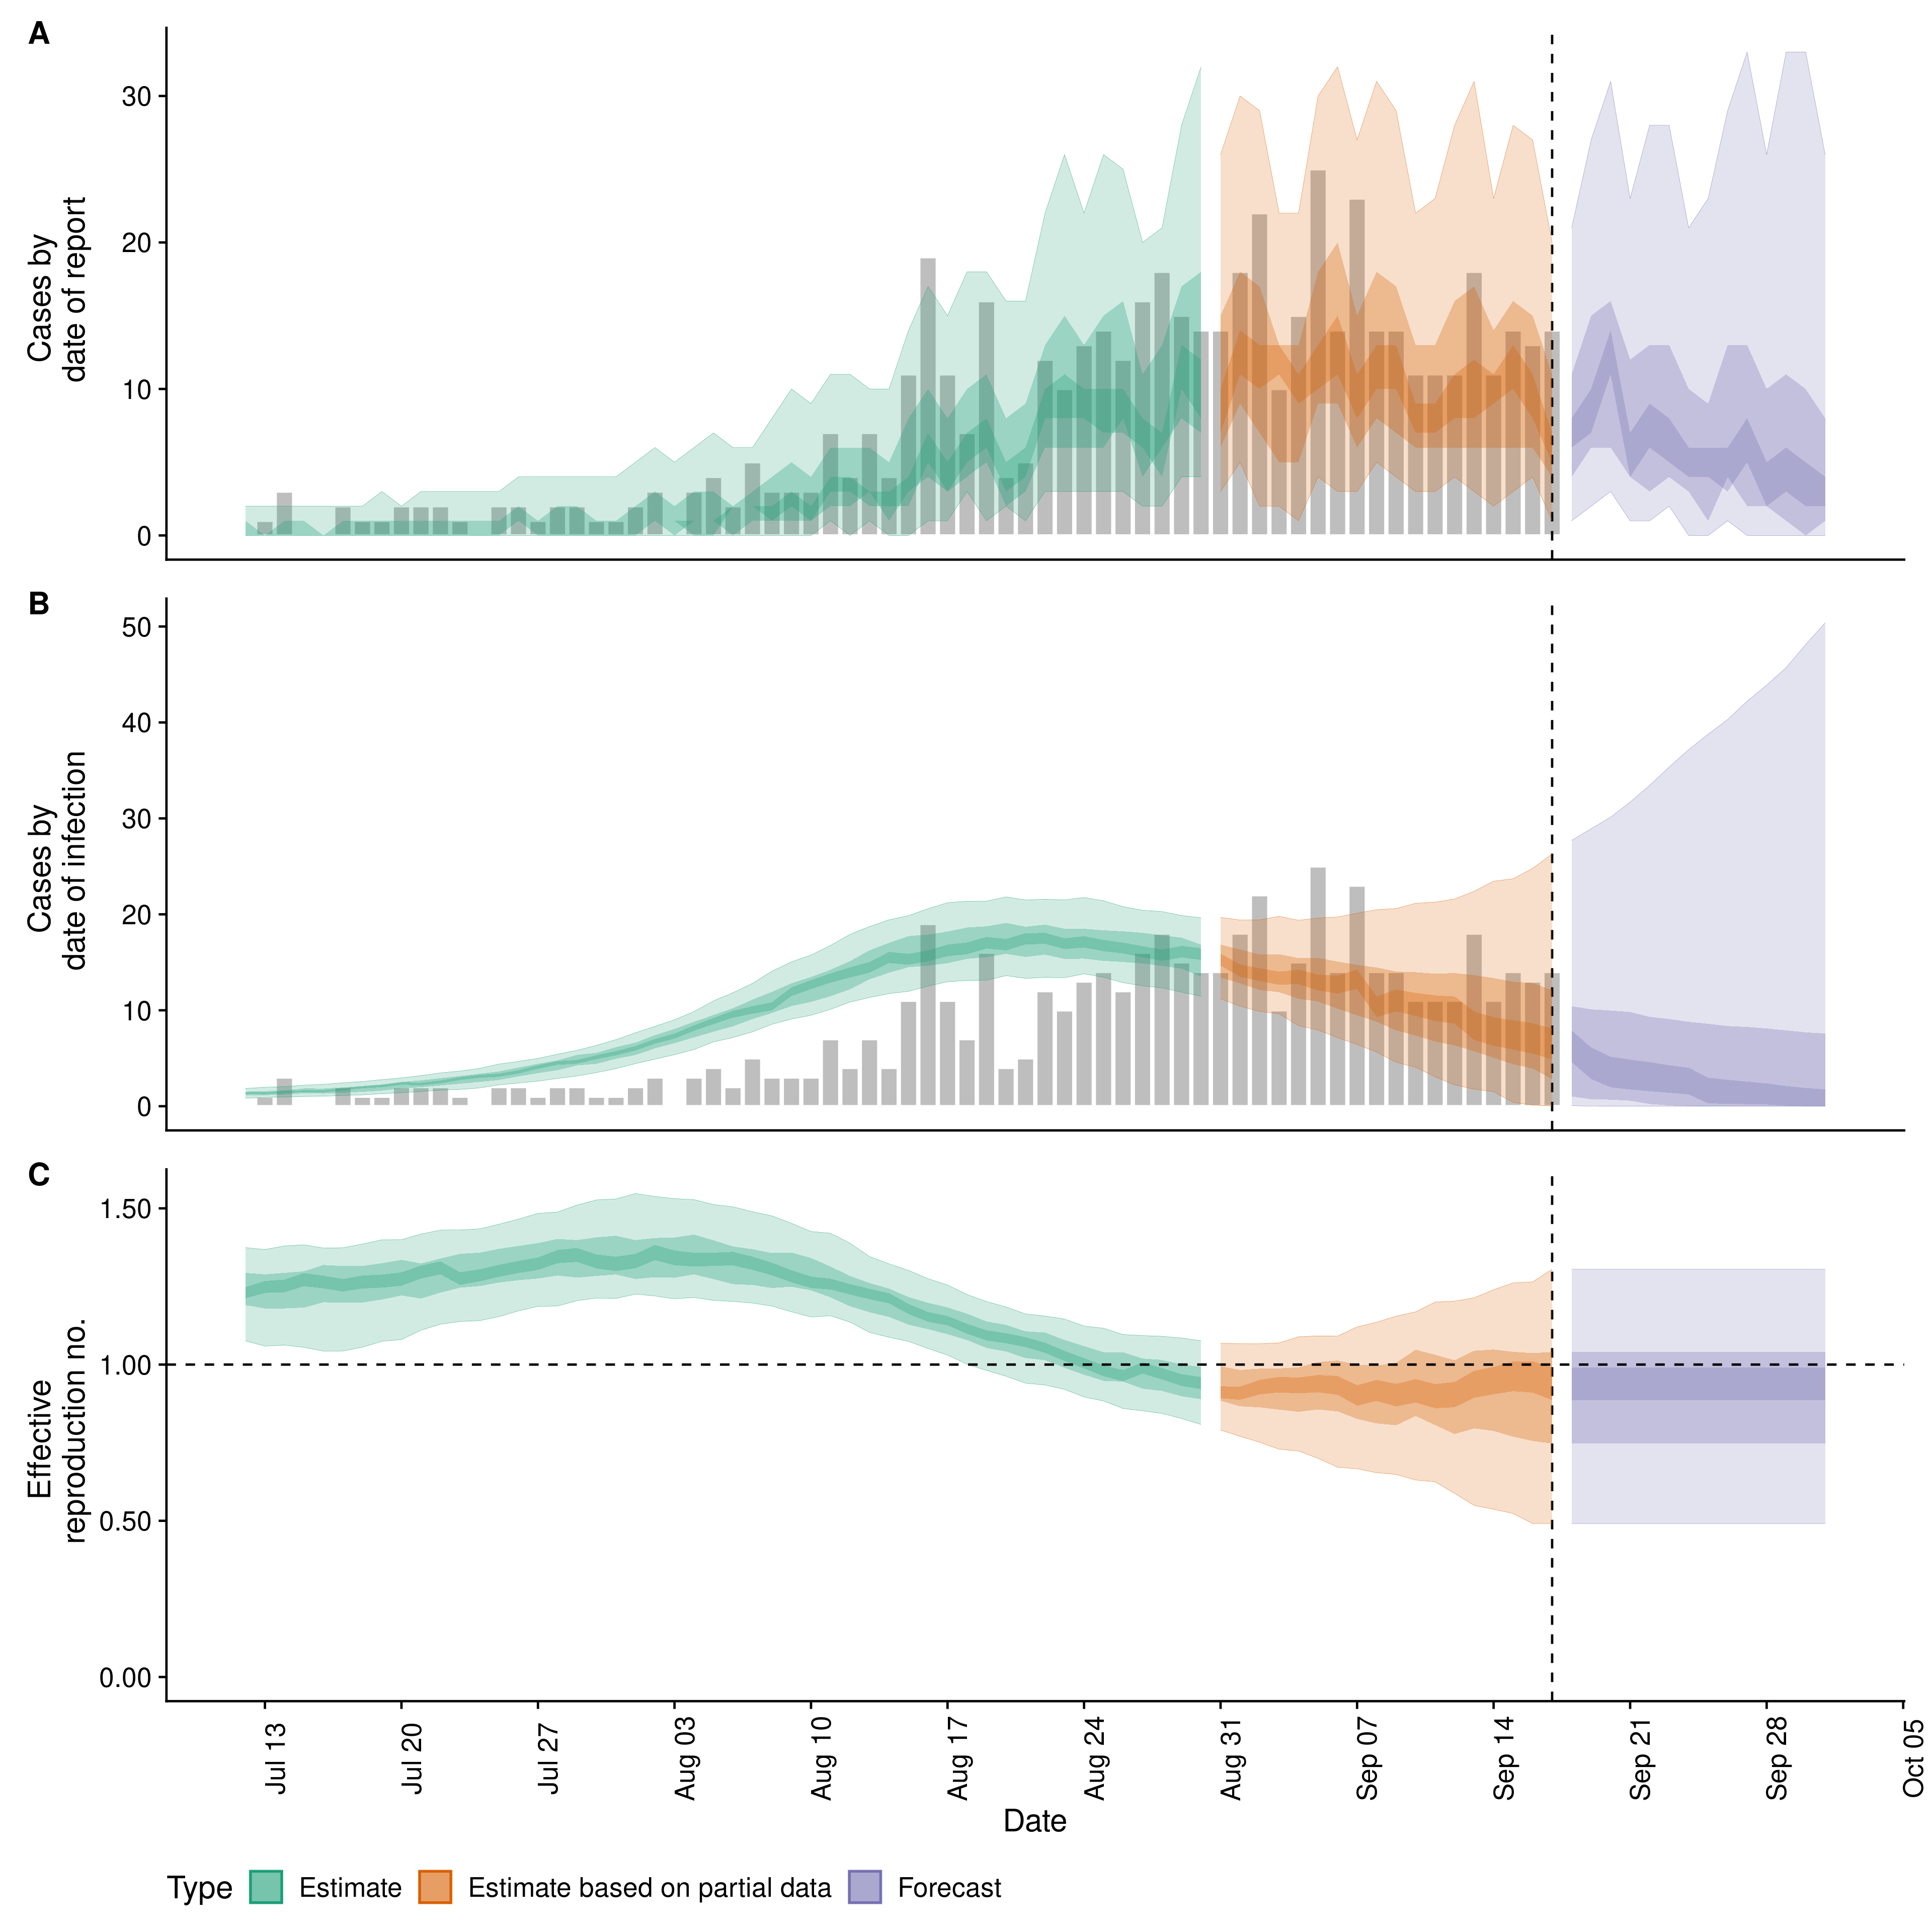 A
Cases by
date of report
30
20
10
0
B
Cases by
date of infection
50
40
30
20
10
0
C
Effective
reproduction no.
1.50
1.00
0.50
0.00
Jul 13
Jul 20
Jul 27
Aug 03
Aug 10
Aug 17
Aug 24
Aug 31
Sep 07
Sep 14
Sep 21
Sep 28
Oct 05
Date
Type Estimate Estimate based on partial data Forecast